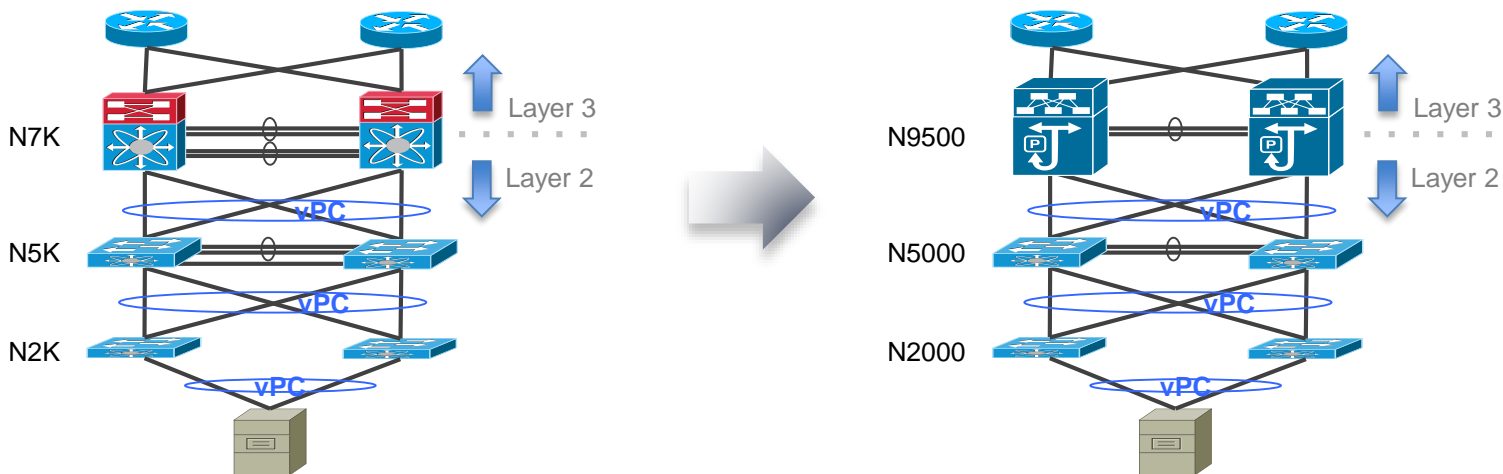 Layer 3
N7K
Layer 2
vPC
N5K
vPC
N2K
vPC
Layer 3
N9500
P
P
Layer 2
vPC
N5000
vPC
N2000
vPC